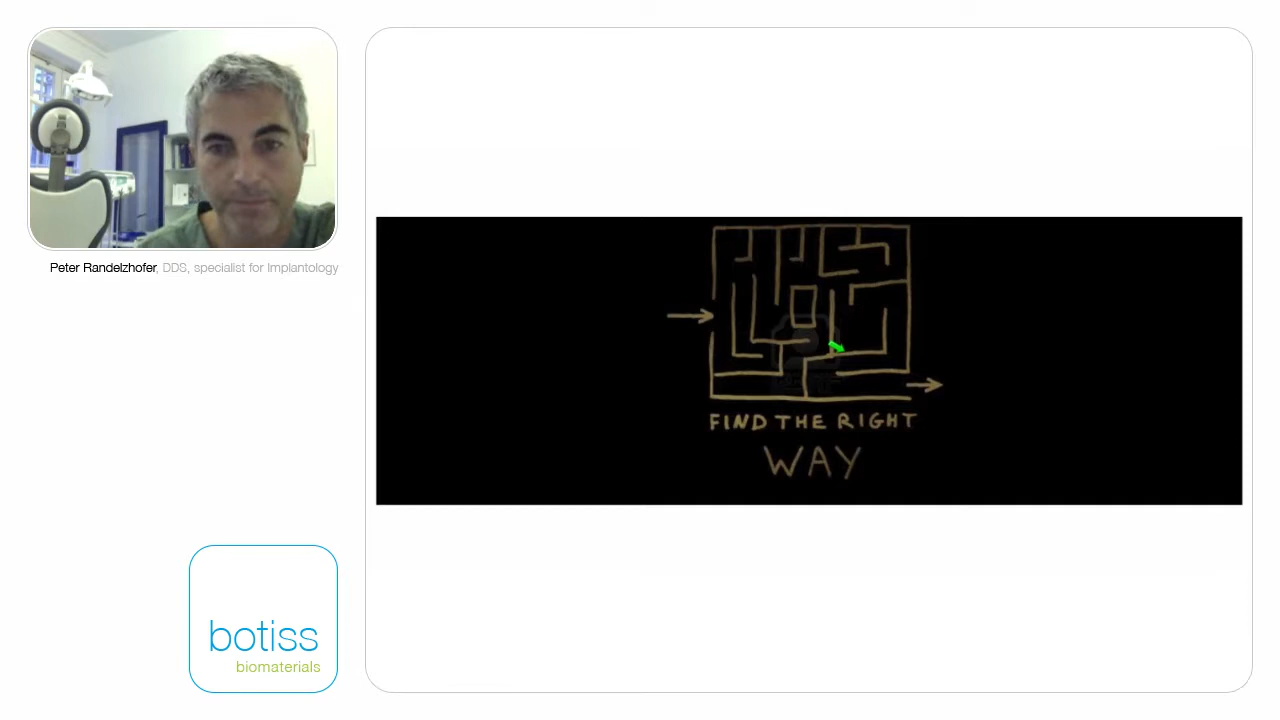 Peter Randelzhofer, DDS, specialist for Implantology
FIND THE RIGHT
WAY
botiss
biomaterials